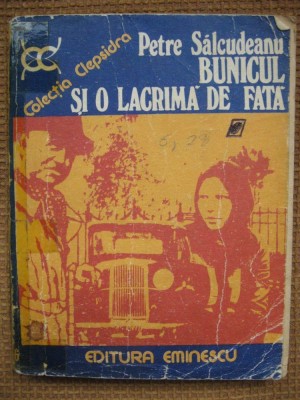 Colecția Clepsidra
Petre Sălcudeanu
BUNICUL
ȘI O LACRIMĂ DE FATĂ
EDITURA EMINESCU